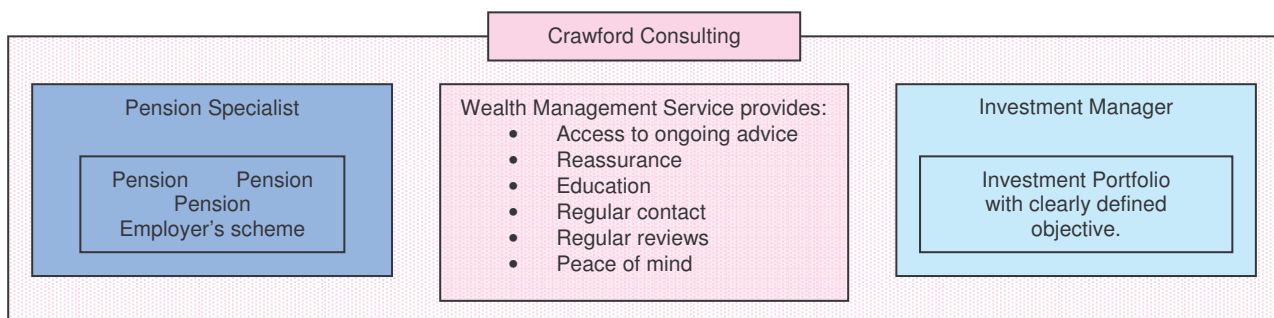 Crawford Consulting
Pension Specialist
Pension Pension
Pension
Employer's scheme
Wealth Management Service provides:
• Access to ongoing advice
• Reassurance
• Education
• Regular contact
• Regular reviews
• Peace of mind
Investment Manager
Investment Portfolio
with clearly defined
objective.